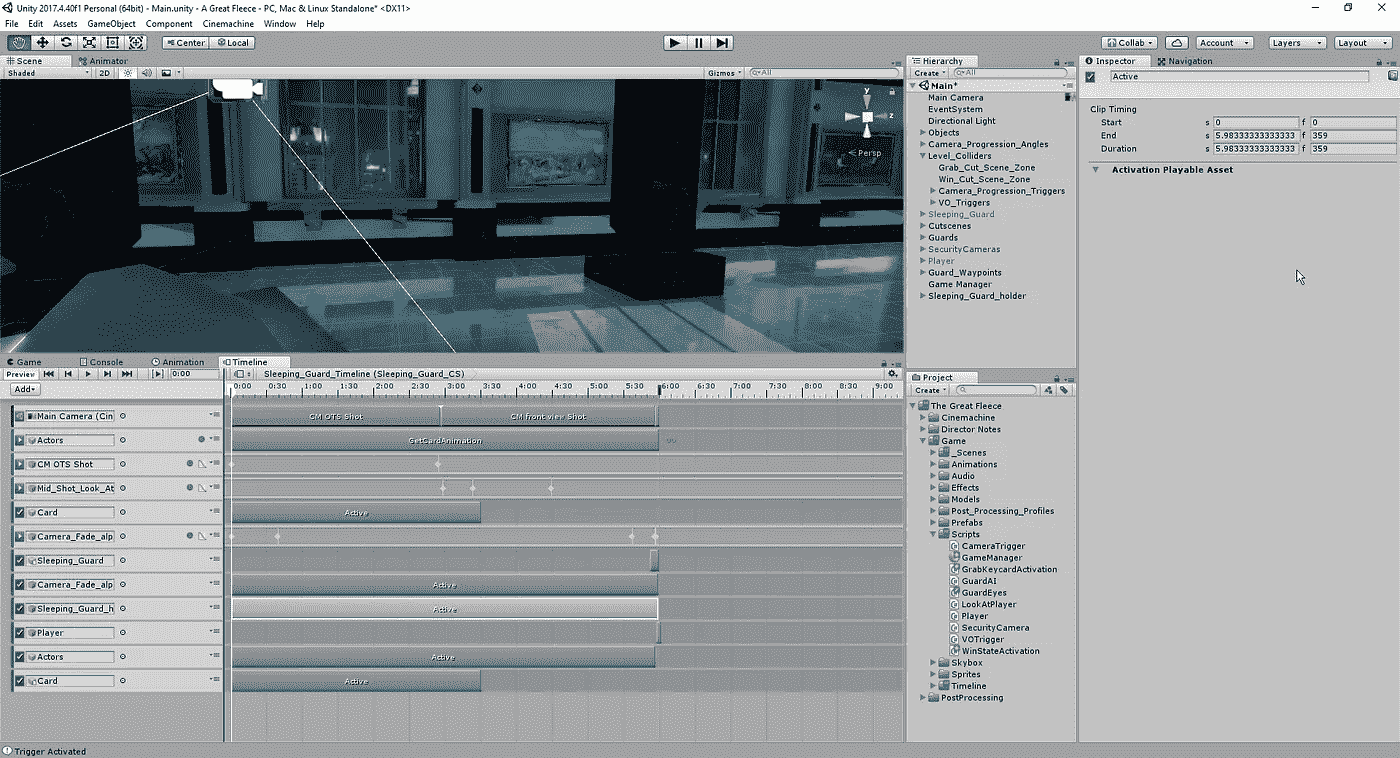 Unity 2017.4.40f1 Personal (64bit) - Main.unity - A Great Fleece - PC, Mac & Linux Standalone* <DX11>
File Edit Assets GameObject Component Cinemachine Window Help
Center Local Collab Account Layers Layout
Scene Animator
Shaded 2D Gizmos All
y
z
Persp
Game Console Animation Timeline
Preview 0:00 Sleeping_Guard_Timeline (Sleeping_Guard_CS)
Add
0:00 0:30 1:00 1:30 2:00 2:30 3:00 3:30 4:00 4:30 5:00 5:30 6:00 6:30 7:00 7:30 8:00 8:30 9:00
Main Camera (Cin CM OTS Shot CM front view Shot
Actors GetCardAnimation
CM OTS Shot
Mid_Shot_Look_At
Card Active
Camera_Fade_alp
Sleeping_Guard
Camera_Fade_alp Active
Sleeping_Guard_h Active
Player
Actors Active
Card Active
Trigger Activated
Hierarchy
Create All
Main*
Main Camera
EventSystem
Directional Light
Objects
Camera_Progression_Angles
Level_Colliders
Grab_Cut_Scene_Zone
Win_Cut_Scene_Zone
Camera_Progression_Triggers
VO_Triggers
Sleeping_Guard
Cutscenes
Guards
SecurityCameras
Player
Guard_Waypoints
Game Manager
Sleeping_Guard_holder
Project
Create
The Great Fleece
Cinemachine
Director Notes
Game
_Scenes
Animations
Audio
Effects
Models
Post_Processing_Profiles
Prefabs
Scripts
CameraTrigger
GameManager
GrabKeycardActivation
GuardAI
GuardEyes
LookAtPlayer
Player
SecurityCamera
VOTrigger
WinStateActivation
Skybox
Sprites
Timeline
PostProcessing
Inspector Navigation
Active
Clip Timing
Start s 0 f 0
End s 5.98333333333333 f 359
Duration s 5.98333333333333 f 359
Activation Playable Asset